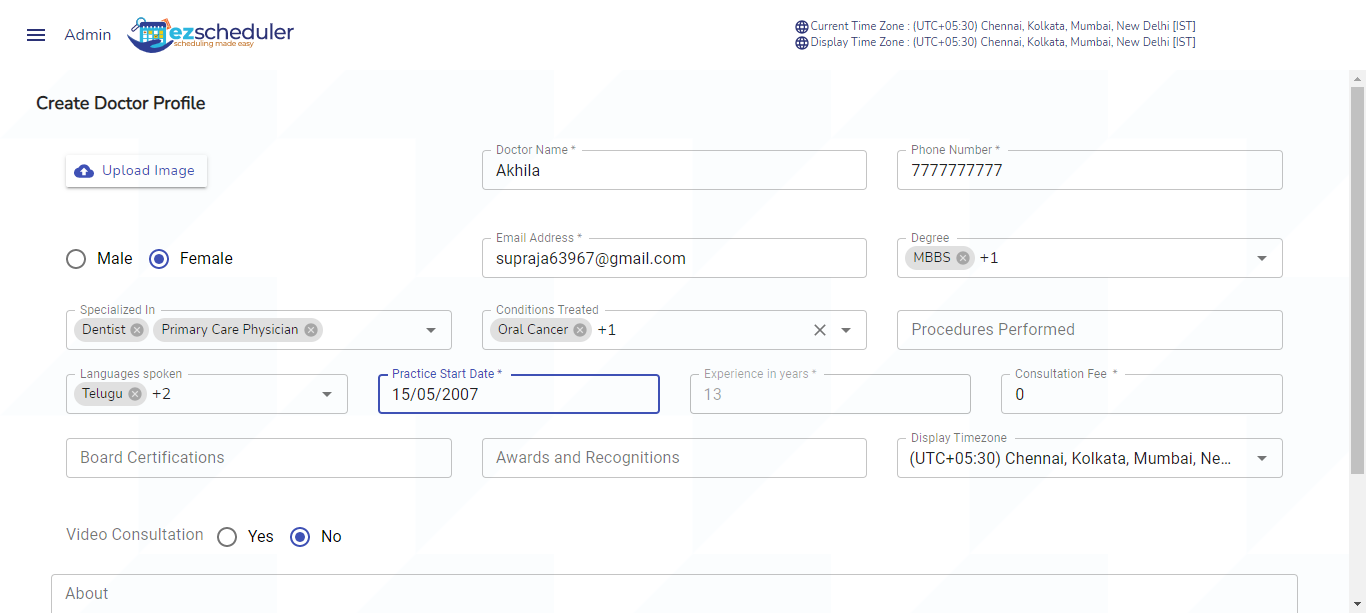 Admin
ezscheduler
scheduling made easy
Current Time Zone : (UTC+05:30) Chennai, Kolkata, Mumbai, New Delhi [IST]
Display Time Zone : (UTC+05:30) Chennai, Kolkata, Mumbai, New Delhi [IST]
Create Doctor Profile
Upload Image
Doctor Name *
Akhila
Phone Number *
7777777777
Male Female
Email Address *
supraja63967@gmail.com
Degree
MBBS +1
Specialized In
Dentist Primary Care Physician
Conditions Treated
Oral Cancer +1
Procedures Performed
Languages spoken
Telugu +2
Practice Start Date *
15/05/2007
Experience in years *
13
Consultation Fee *
0
Board Certifications
Awards and Recognitions
Display Timezone
(UTC+05:30) Chennai, Kolkata, Mumbai, Ne...
Video Consultation Yes No
About